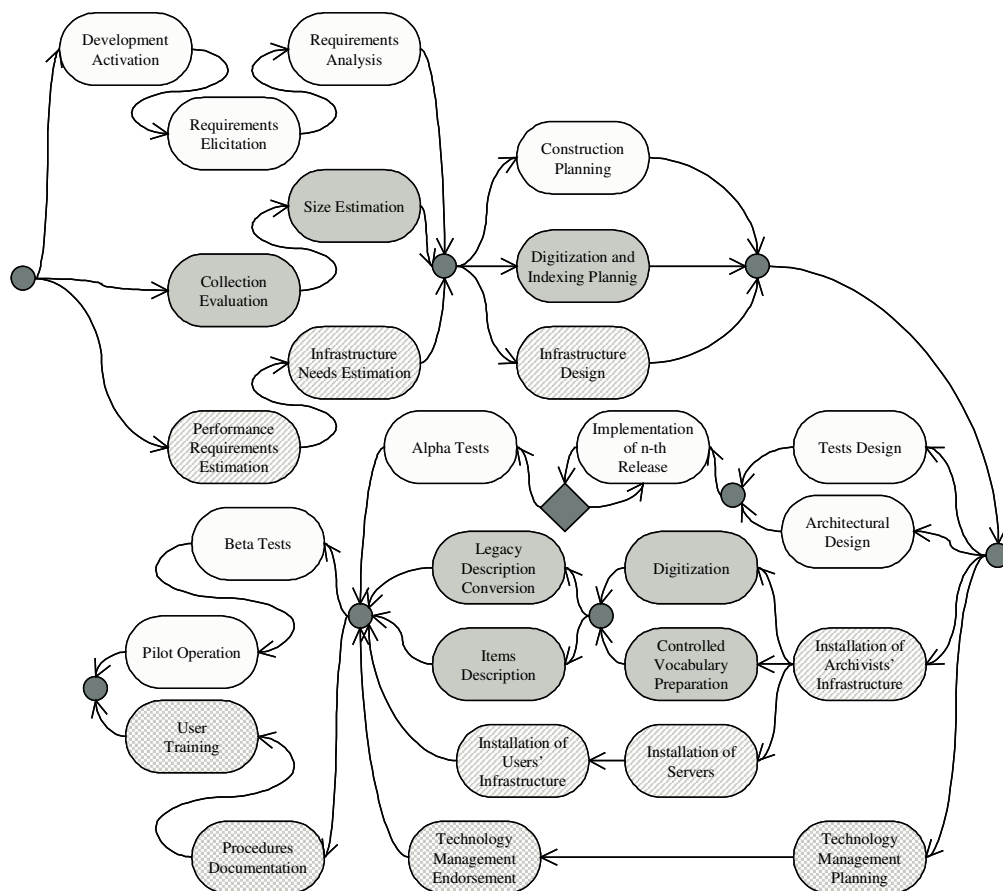 Development
Activation
Requirements
Analysis
Requirements
Elicitation
Construction
Planning
Size Estimation
Collection
Evaluation
Digitization and
Indexing Plannig
Infrastructure
Needs Estimation
Infrastructure
Design
Performance
Requirements
Estimation
Alpha Tests
Implementation
of n-th
Release
Tests Design
Architectural
Design
Beta Tests
Legacy
Description
Conversion
Digitization
Pilot Operation
Items
Description
Controlled
Vocabulary
Preparation
Installation of
Archivists'
Infrastructure
User
Training
Installation of
Users'
Infrastructure
Installation of
Servers
Procedures
Documentation
Technology
Management
Endorsement
Technology
Management
Planning